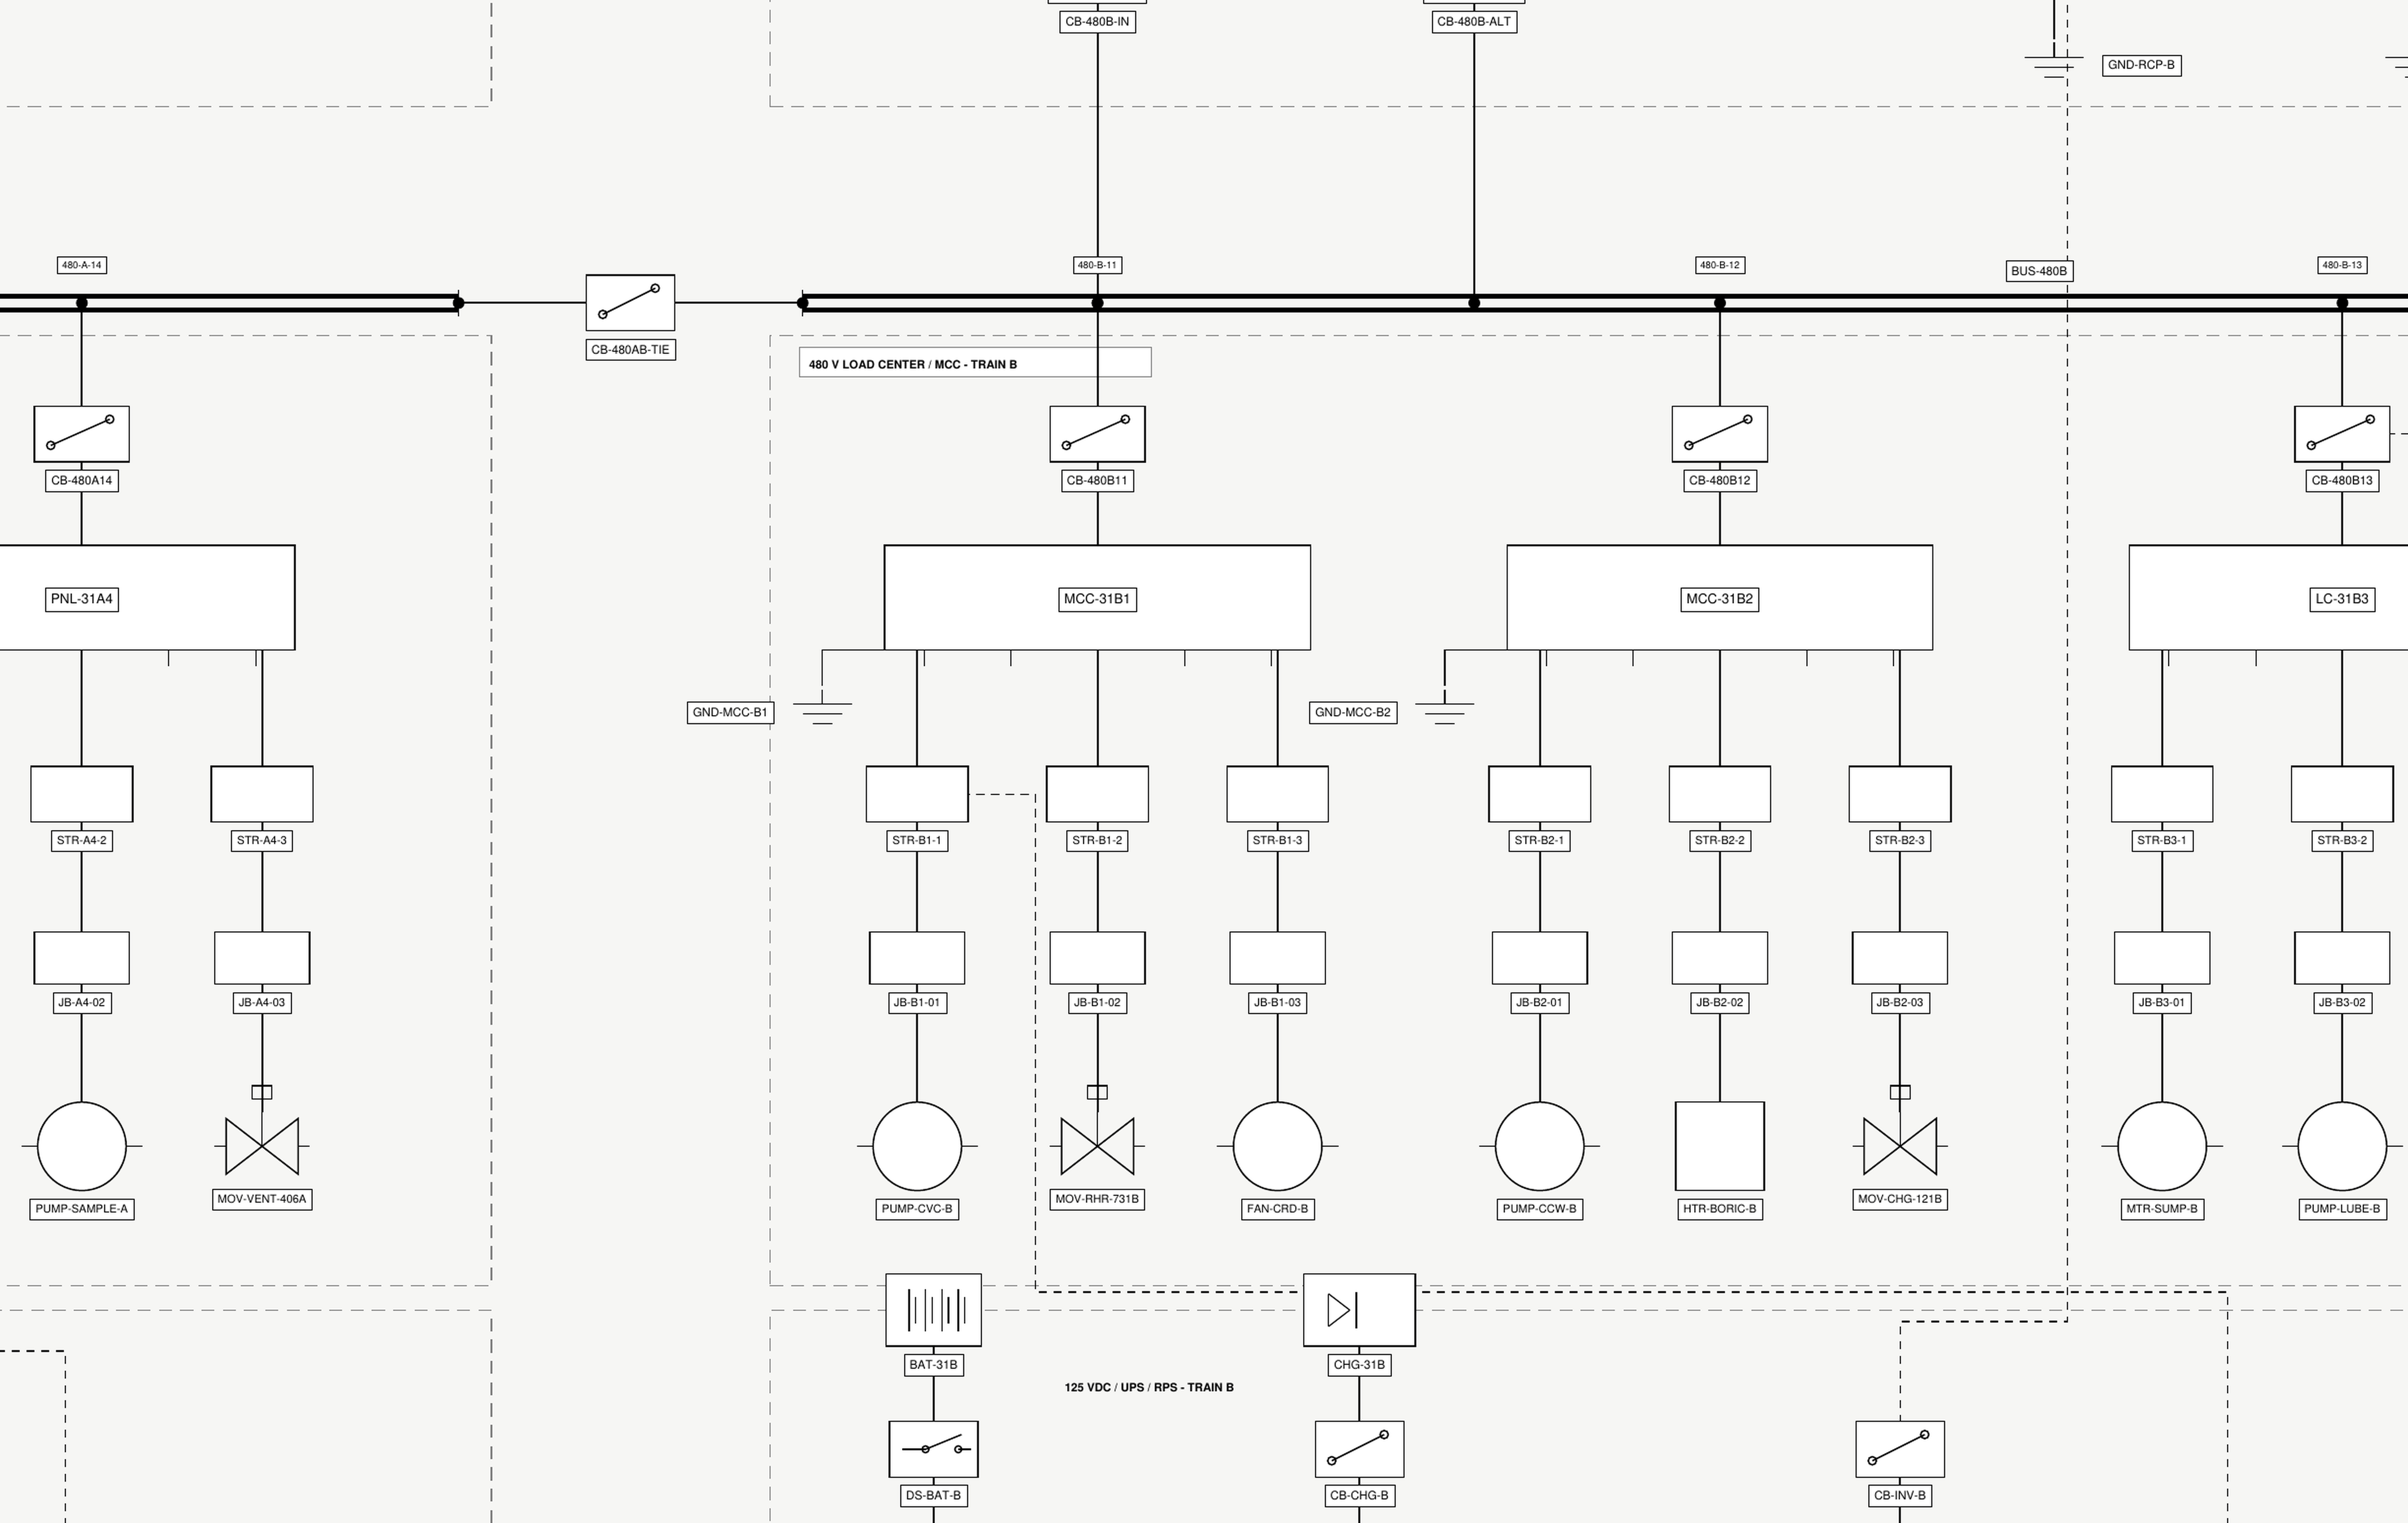 CB-480B-IN
CB-480B-ALT
GND-RCP-B
480-A-14
480-B-11
480-B-12
BUS-480B
480-B-13
CB-480AB-TIE
480 V LOAD CENTER / MCC - TRAIN B
CB-480A14
CB-480B11
CB-480B12
CB-480B13
PNL-31A4
MCC-31B1
MCC-31B2
LC-31B3
GND-MCC-B1
GND-MCC-B2
STR-A4-2
STR-A4-3
STR-B1-1
STR-B1-2
STR-B1-3
STR-B2-1
STR-B2-2
STR-B2-3
STR-B3-1
STR-B3-2
JB-A4-02
JB-A4-03
JB-B1-01
JB-B1-02
JB-B1-03
JB-B2-01
JB-B2-02
JB-B2-03
JB-B3-01
JB-B3-02
PUMP-SAMPLE-A
MOV-VENT-406A
PUMP-CVC-B
MOV-RHR-731B
FAN-CRD-B
PUMP-CCW-B
HTR-BORIC-B
MOV-CHG-121B
MTR-SUMP-B
PUMP-LUBE-B
BAT-31B
CHG-31B
125 VDC / UPS / RPS - TRAIN B
DS-BAT-B
CB-CHG-B
CB-INV-B